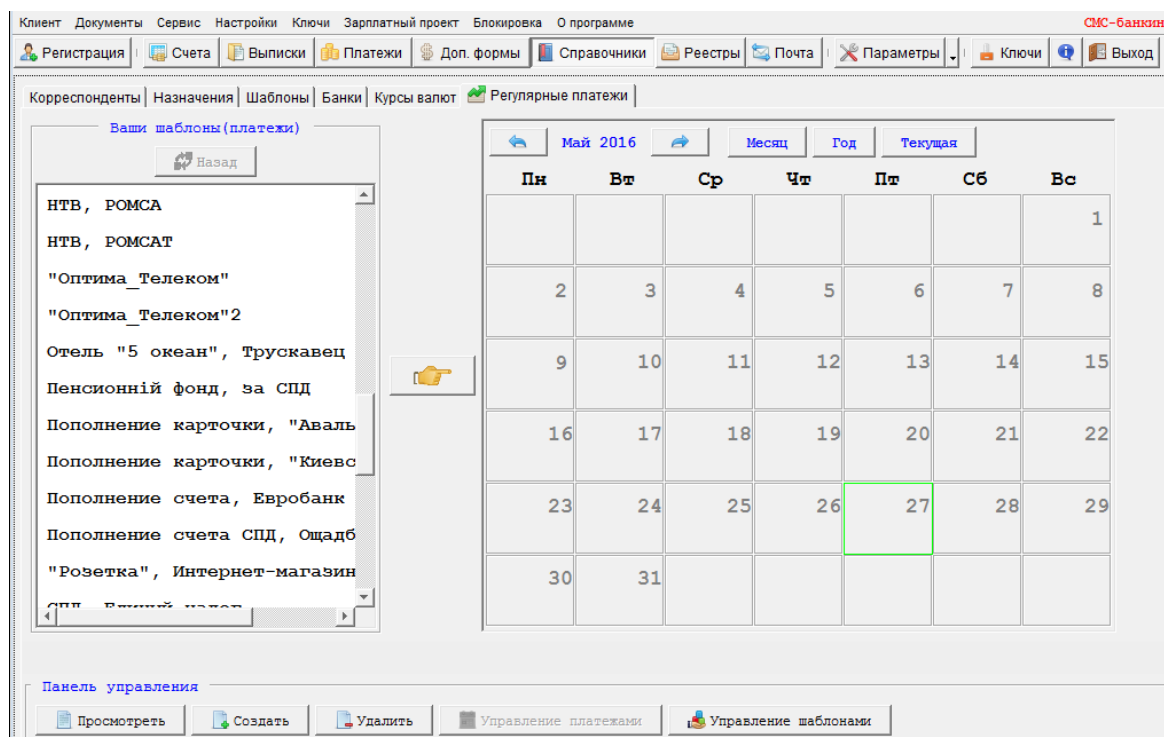 Клиент Документы Сервис Настройки Ключи Зарплатный проект Блокировка О программе СМС-банкин
Регистрация Счета Выписки Платежи Доп. формы Справочники Реестры Почта Параметры Ключи Выход
Корреспонденты Назначения Шаблоны Банки Курсы валют Регулярные платежи
Ваши шаблоны(платежи)
Назад
НТВ, РОМСА
НТВ, РОМСАТ
"Оптима_Телеком"
"Оптима_Телеком"2
Отель "5 океан", Трускавец
Пенсионній фонд, за СПД
Пополнение карточки, "Аваль
Пополнение карточки, "Киевс
Пополнение счета, Евробанк
Пополнение счета СПД, Ощадб
"Розетка", Интернет-магазин
СПД, Единый налог
Май 2016 Месяц Год Текущая
Пн Вт Ср Чт Пт Сб Вс
1
2 3 4 5 6 7 8
9 10 11 12 13 14 15
16 17 18 19 20 21 22
23 24 25 26 27 28 29
30 31
Панель управления
Просмотреть Создать Удалить Управление платежами Управление шаблонами